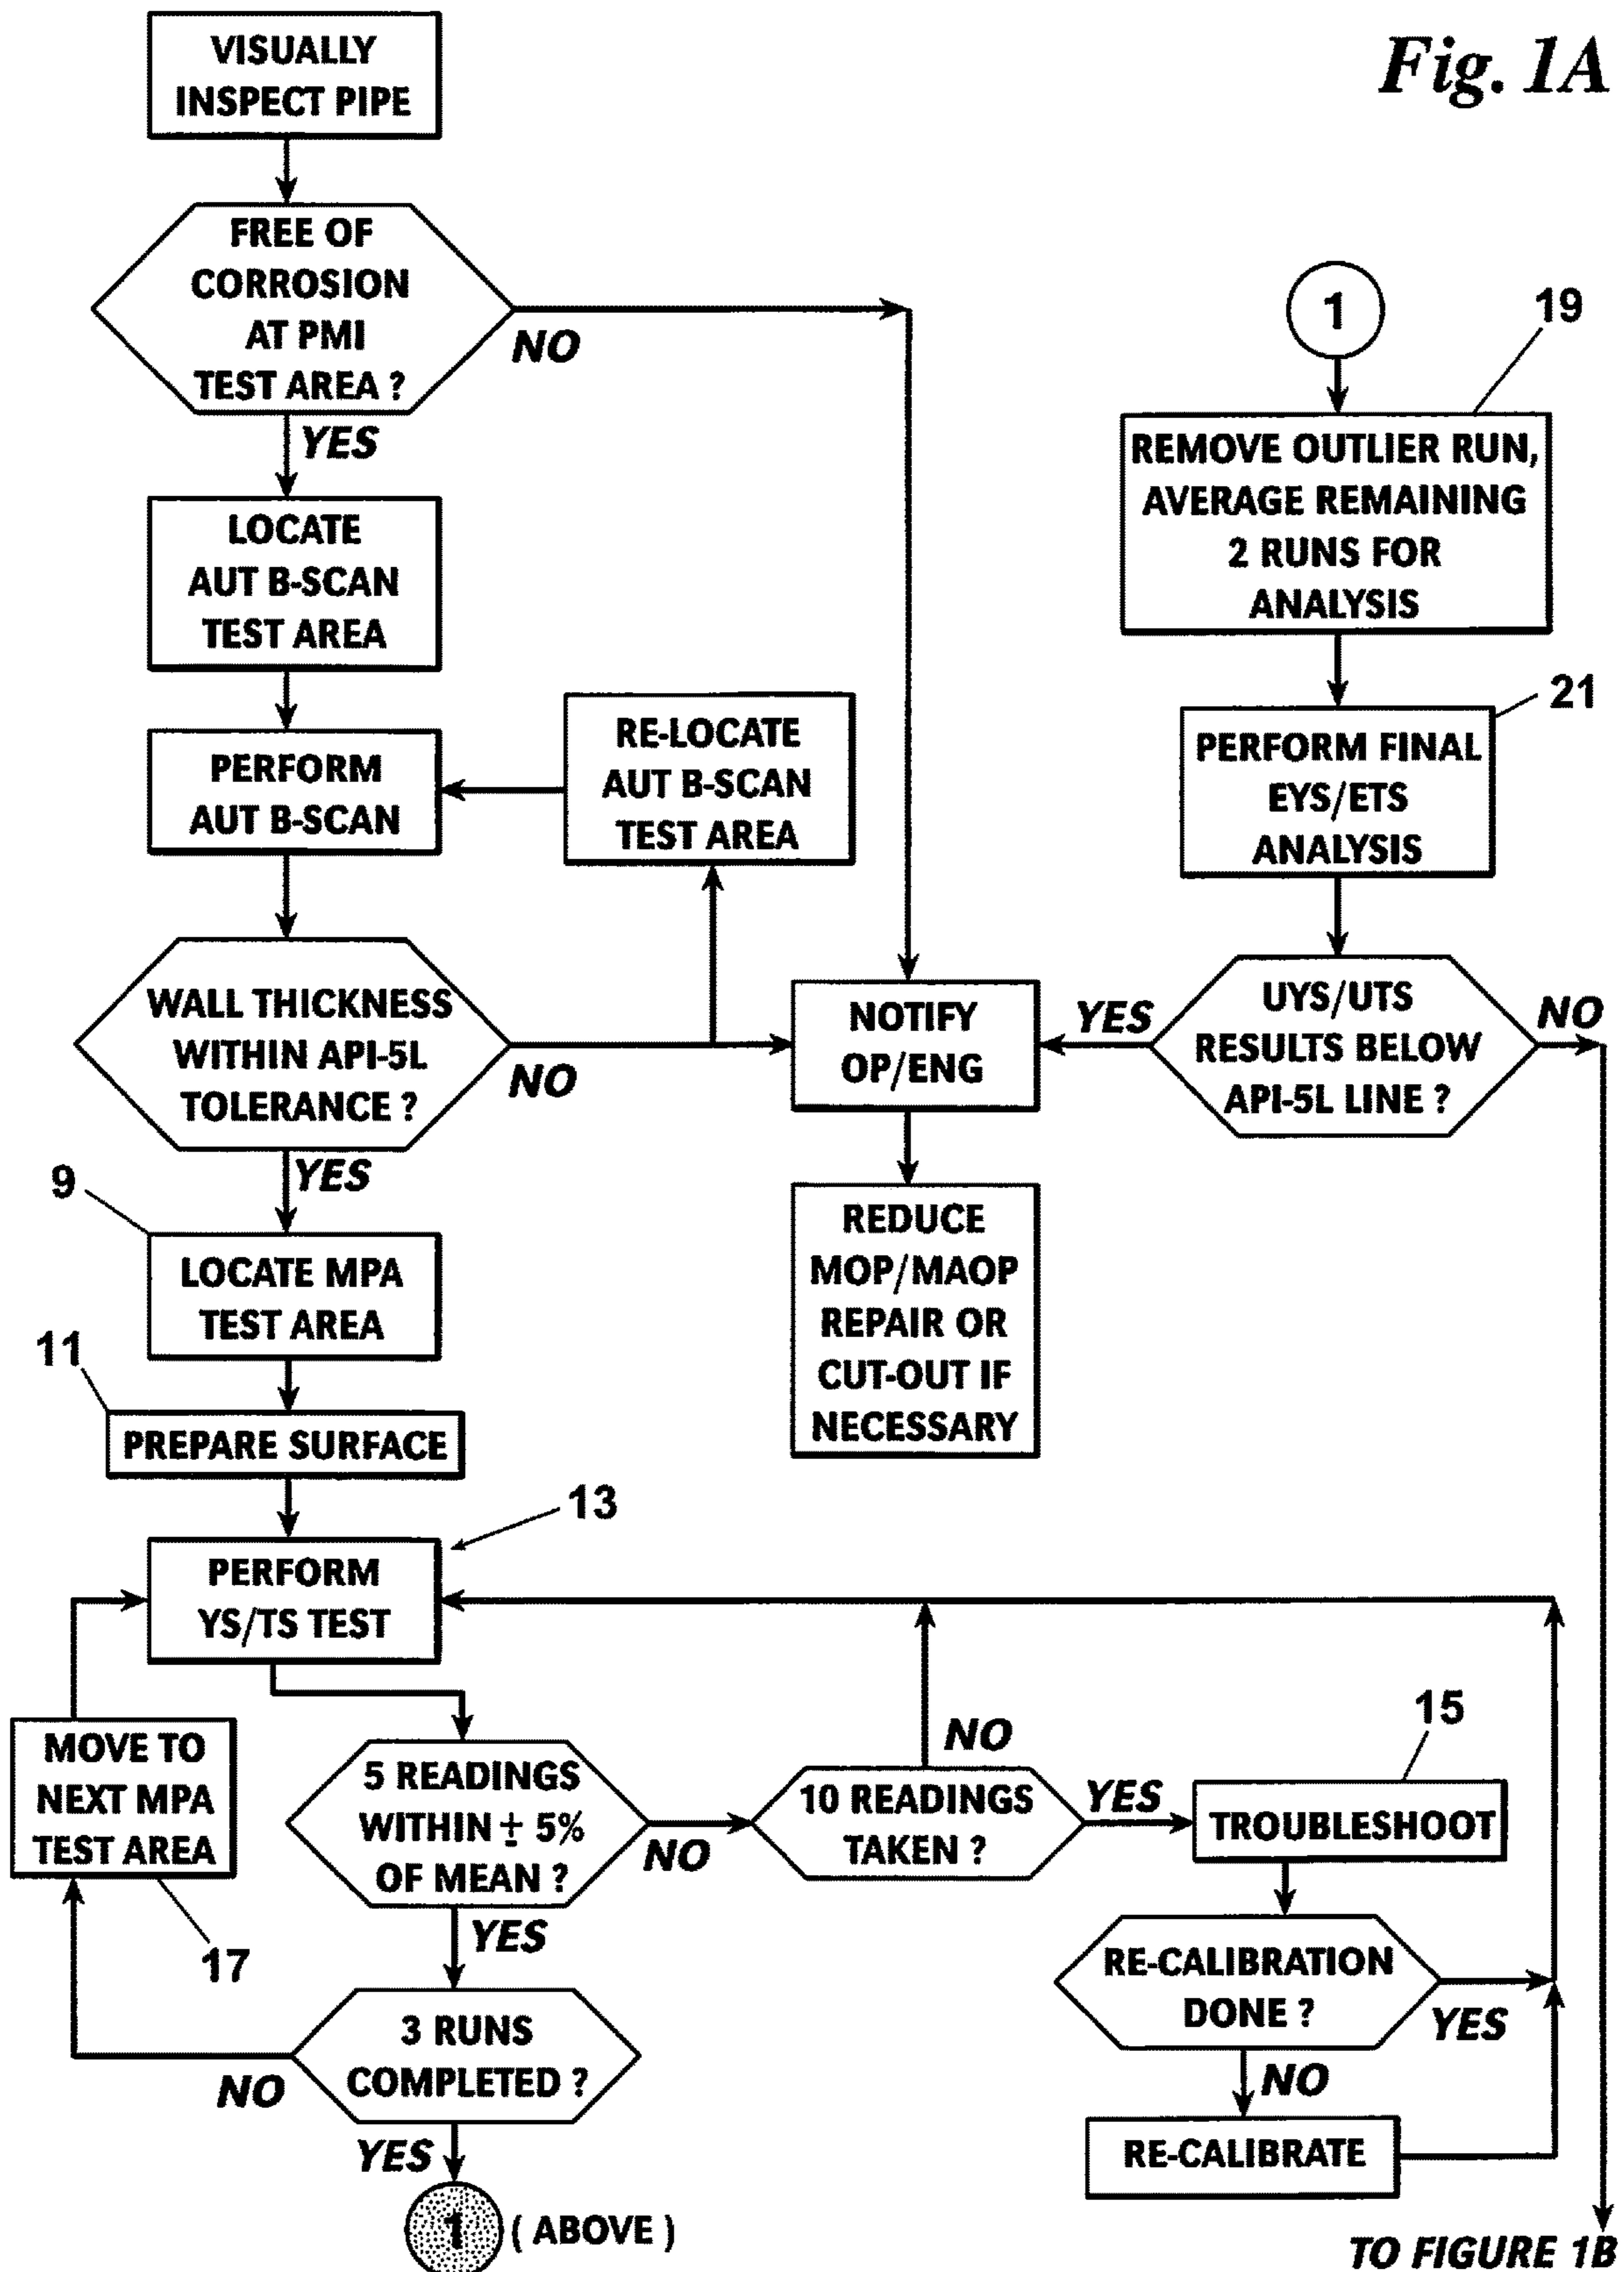 Fig. 1A
VISUALLY
INSPECT PIPE
FREE OF
CORROSION
AT PMI
TEST AREA ?
NO
YES
LOCATE
AUT B-SCAN
TEST AREA
PERFORM
AUT B-SCAN
RE-LOCATE
AUT B-SCAN
TEST AREA
WALL THICKNESS
WITHIN API-5L
TOLERANCE ?
NO
YES
NOTIFY
OP/ENG
REDUCE
MOP/MAOP
REPAIR OR
CUT-OUT IF
NECESSARY
9
LOCATE MPA
TEST AREA
11
PREPARE SURFACE
13
PERFORM
YS/TS TEST
MOVE TO
NEXT MPA
TEST AREA
17
5 READINGS
WITHIN ± 5%
OF MEAN ?
NO
YES
10 READINGS
TAKEN ?
NO
YES
15
TROUBLESHOOT
RE-CALIBRATION
DONE ?
YES
NO
RE-CALIBRATE
3 RUNS
COMPLETED ?
NO
YES
1
( ABOVE )
1
19
REMOVE OUTLIER RUN,
AVERAGE REMAINING
2 RUNS FOR
ANALYSIS
21
PERFORM FINAL
EYS/ETS
ANALYSIS
UYS/UTS
RESULTS BELOW
API-5L LINE ?
YES
NO
TO FIGURE 1B